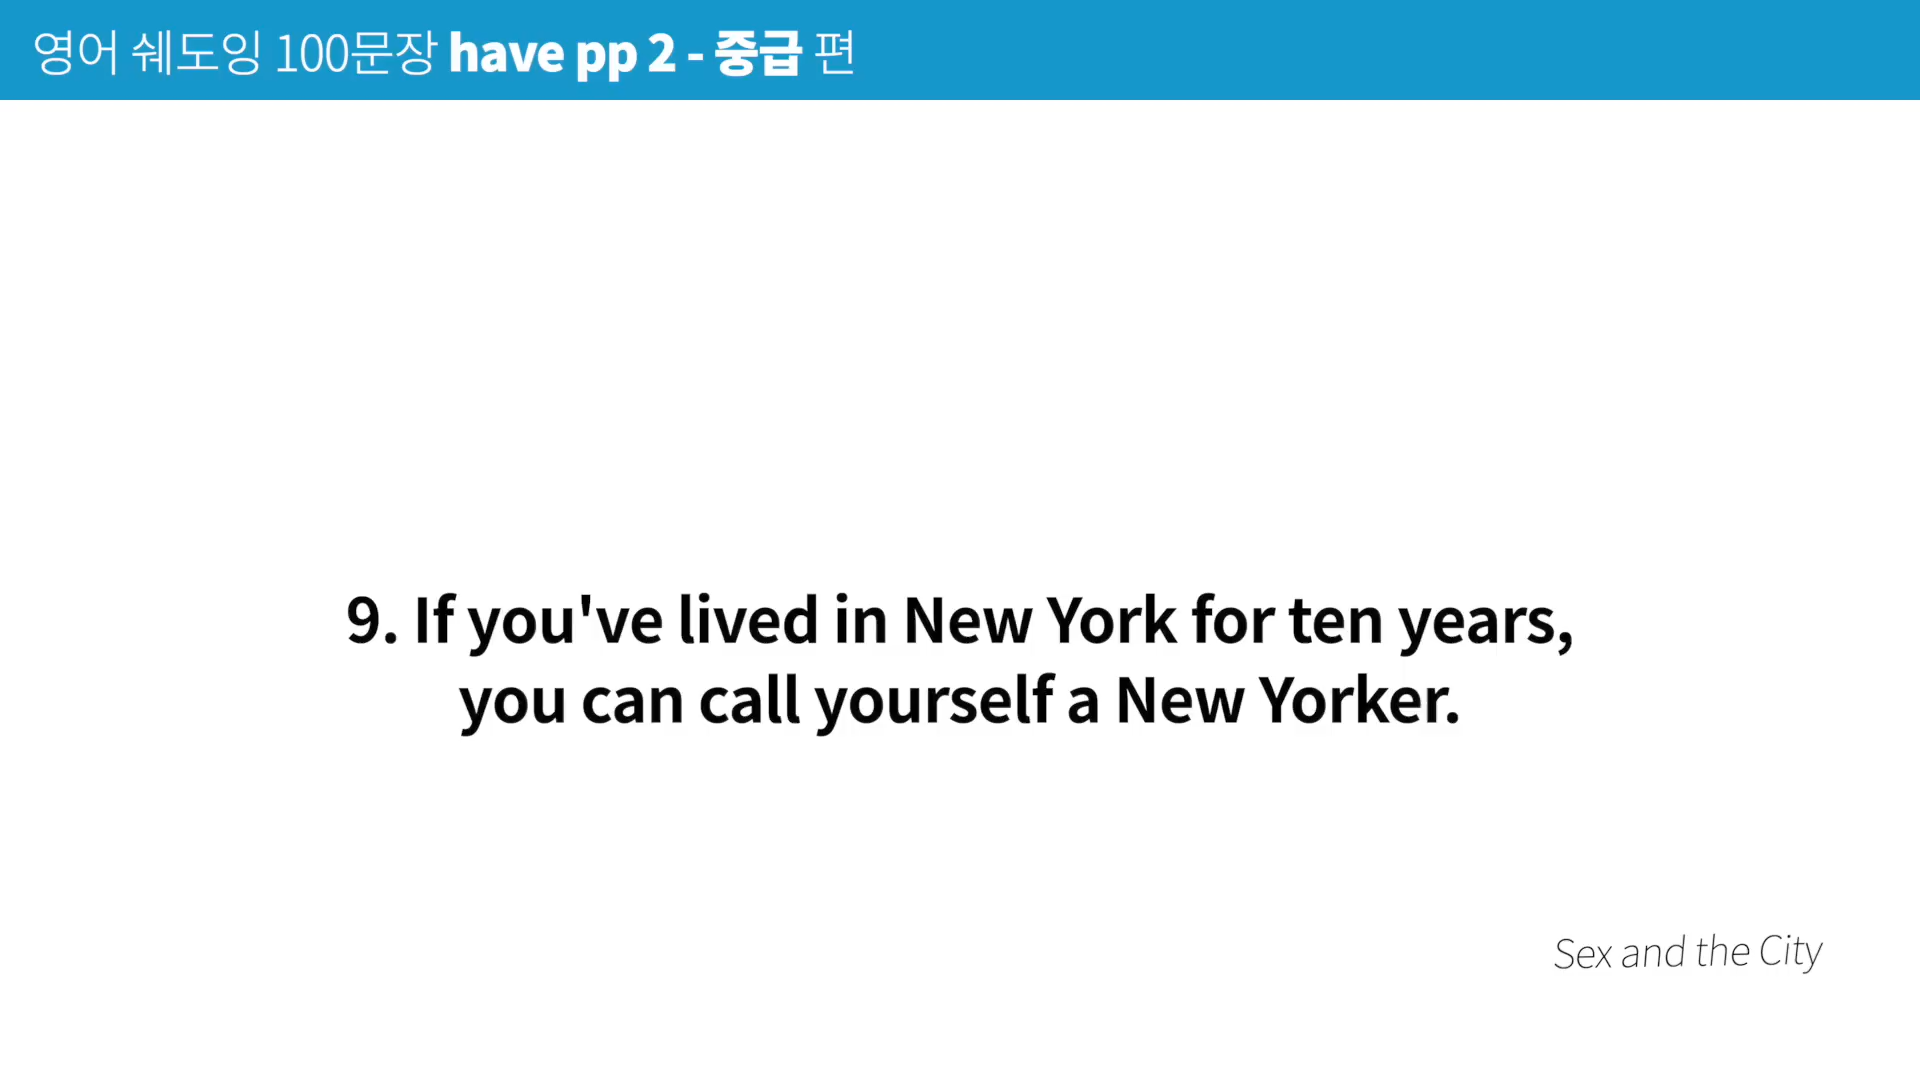 영어 쉐도잉 100문장 have pp 2 - 중급 편
9. If you've lived in New York for ten years,
you can call yourself a New Yorker.
Sex and the City